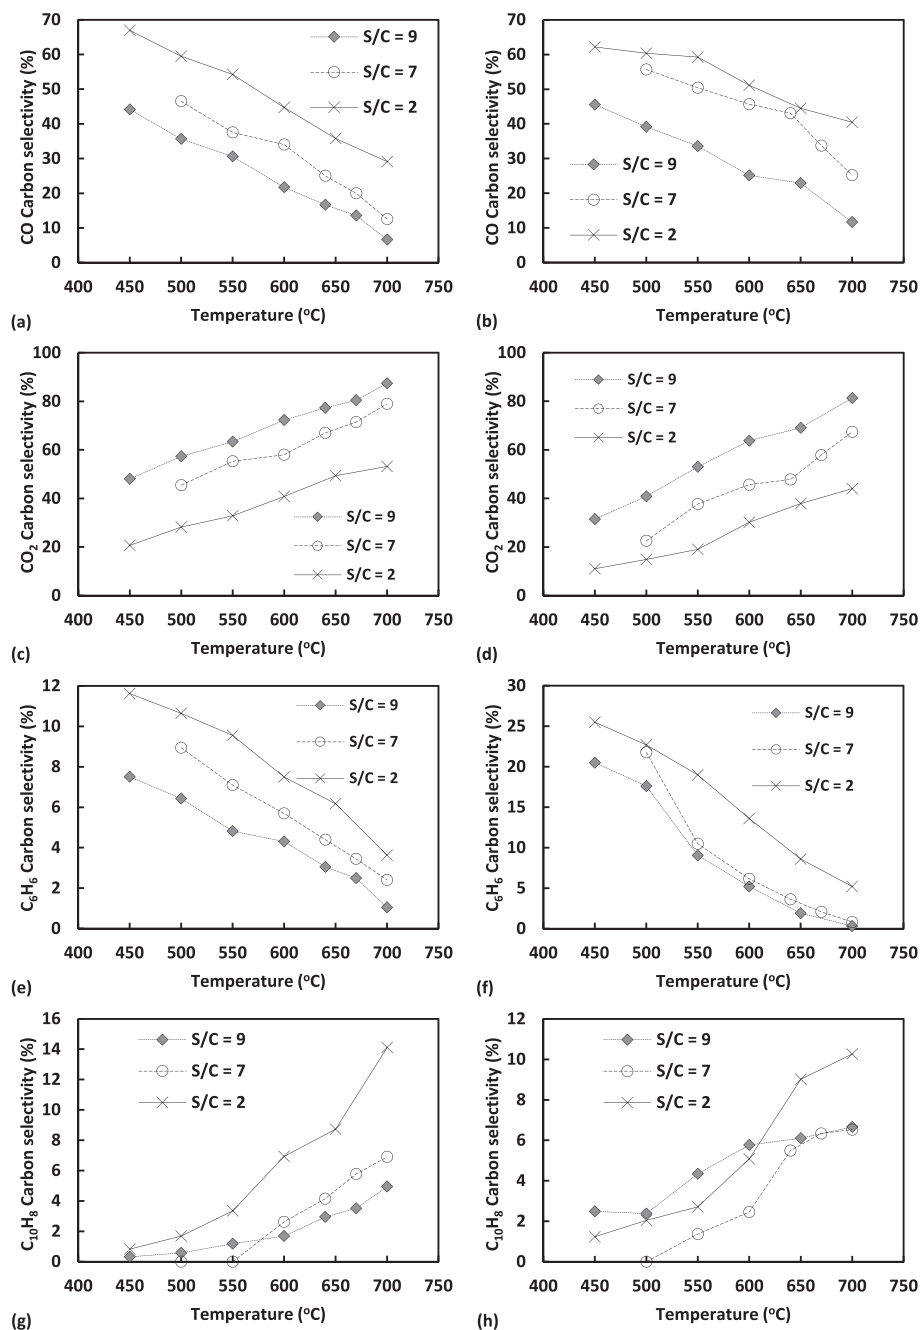 CO Carbon selectivity (%)
70
60
50
40
30
20
10
0
S/C = 9
S/C = 7
S/C = 2
400 450 500 550 600 650 700 750
Temperature (°C)
(a)
CO Carbon selectivity (%)
70
60
50
40
30
20
10
0
S/C = 9
S/C = 7
S/C = 2
400 450 500 550 600 650 700 750
Temperature (°C)
(b)
CO₂ Carbon selectivity (%)
100
80
60
40
20
0
S/C = 9
S/C = 7
S/C = 2
400 450 500 550 600 650 700 750
Temperature (°C)
(c)
CO₂ Carbon selectivity (%)
100
80
60
40
20
0
S/C = 9
S/C = 7
S/C = 2
400 450 500 550 600 650 700 750
Temperature (°C)
(d)
C₆H₆ Carbon selectivity (%)
12
10
8
6
4
2
0
S/C = 9
S/C = 7
S/C = 2
400 450 500 550 600 650 700 750
Temperature (°C)
(e)
C₆H₆ Carbon selectivity (%)
30
25
20
15
10
5
0
S/C = 9
S/C = 7
S/C = 2
400 450 500 550 600 650 700 750
Temperature (°C)
(f)
C₁₀H₈ Carbon selectivity (%)
16
14
12
10
8
6
4
2
0
S/C = 9
S/C = 7
S/C = 2
400 450 500 550 600 650 700 750
Temperature (°C)
(g)
C₁₀H₈ Carbon selectivity (%)
12
10
8
6
4
2
0
S/C = 9
S/C = 7
S/C = 2
400 450 500 550 600 650 700 750
Temperature (°C)
(h)